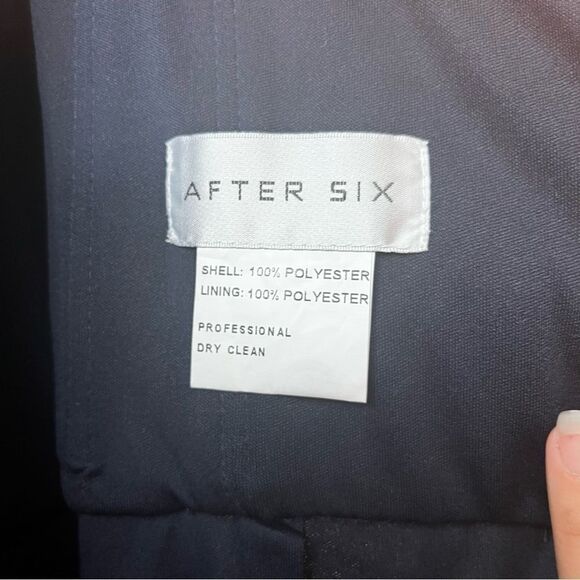 AFTER SIX
SHELL: 100% POLYESTER
LINING: 100% POLYESTER
PROFESSIONAL
DRY CLEAN